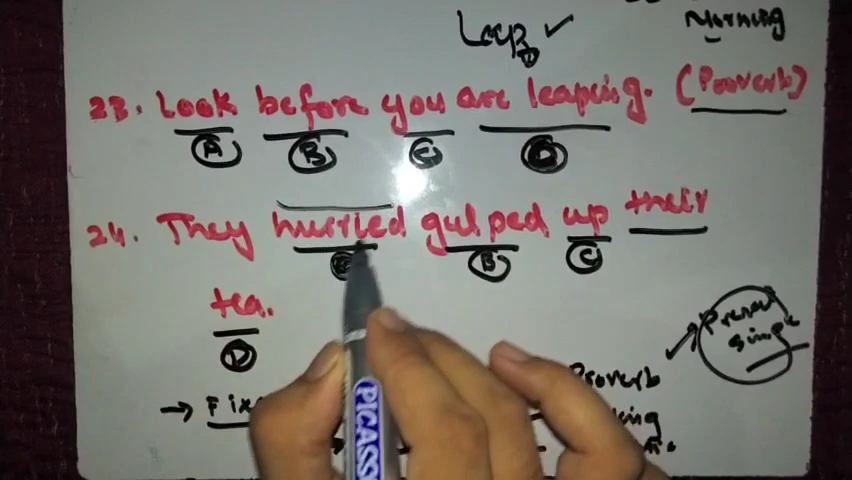 Leap
Morning
23. Look before you are leaping. (Proverb)
A B C D
24. They hurried gulped up their
B C
tea.
D
Present
simple
Proverb
PICASS